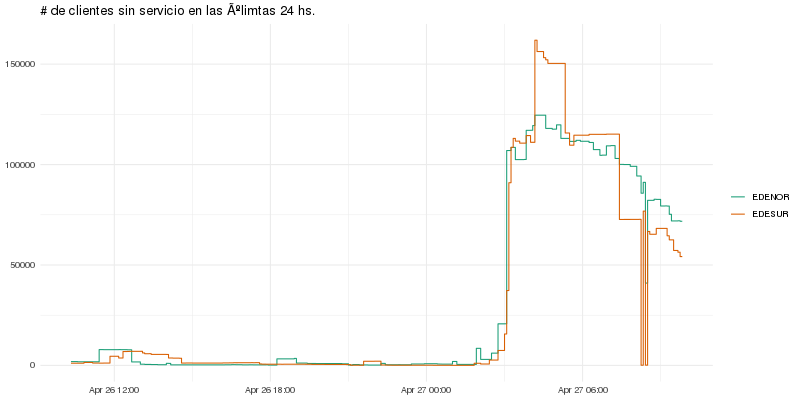 # de clientes sin servicio en las Ãºlimtas 24 hs.
150000
100000
50000
0
Apr 26 12:00
Apr 26 18:00
Apr 27 00:00
Apr 27 06:00
EDENOR
EDESUR